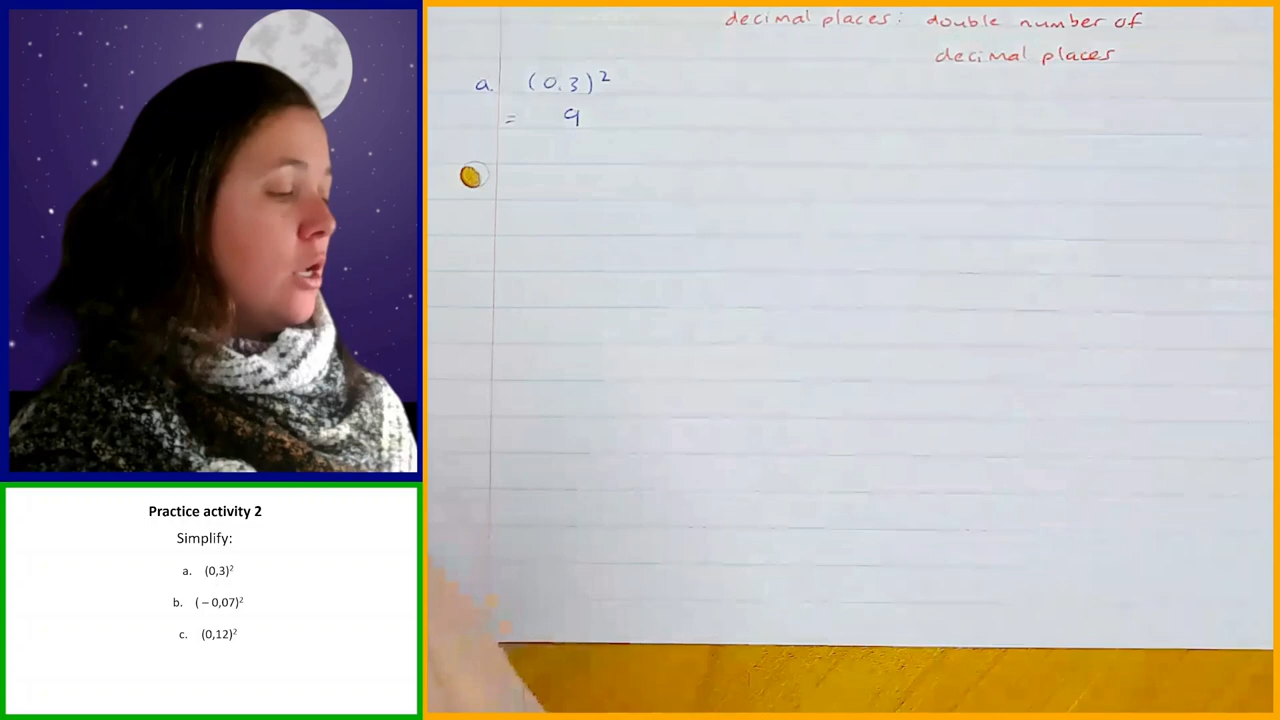 decimal places: double number of
decimal places
a. (0.3)²
= 9
Practice activity 2
Simplify:
a. (0,3)²
b. ( – 0,07)²
c. (0,12)²